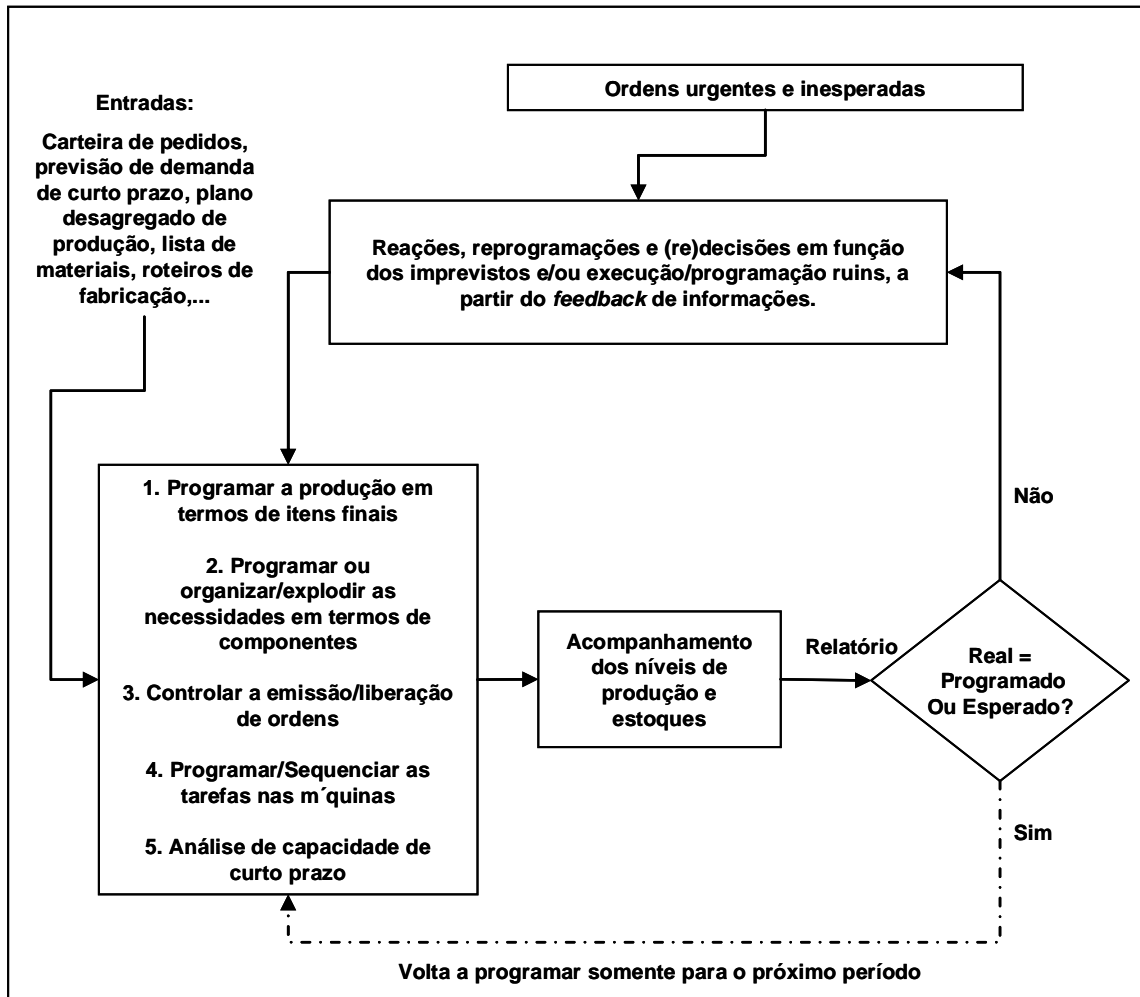 Ordens urgentes e inesperadas
Entradas:
Carteira de pedidos,
previsão de demanda
de curto prazo, plano
desagregado de
produção, lista de
materiais, roteiros de
fabricação,...
Reações, reprogramações e (re)decisões em função
dos imprevistos e/ou execução/programação ruins, a
partir do feedback de informações.
1. Programar a produção em
termos de itens finais
2. Programar ou
organizar/explodir as
necessidades em termos de
componentes
3. Controlar a emissão/liberação
de ordens
4. Programar/Sequenciar as
tarefas nas m´quinas
5. Análise de capacidade de
curto prazo
Acompanhamento
dos níveis de
produção e
estoques
Relatório
Real =
Programado
Ou Esperado?
Não
Sim
Volta a programar somente para o próximo período